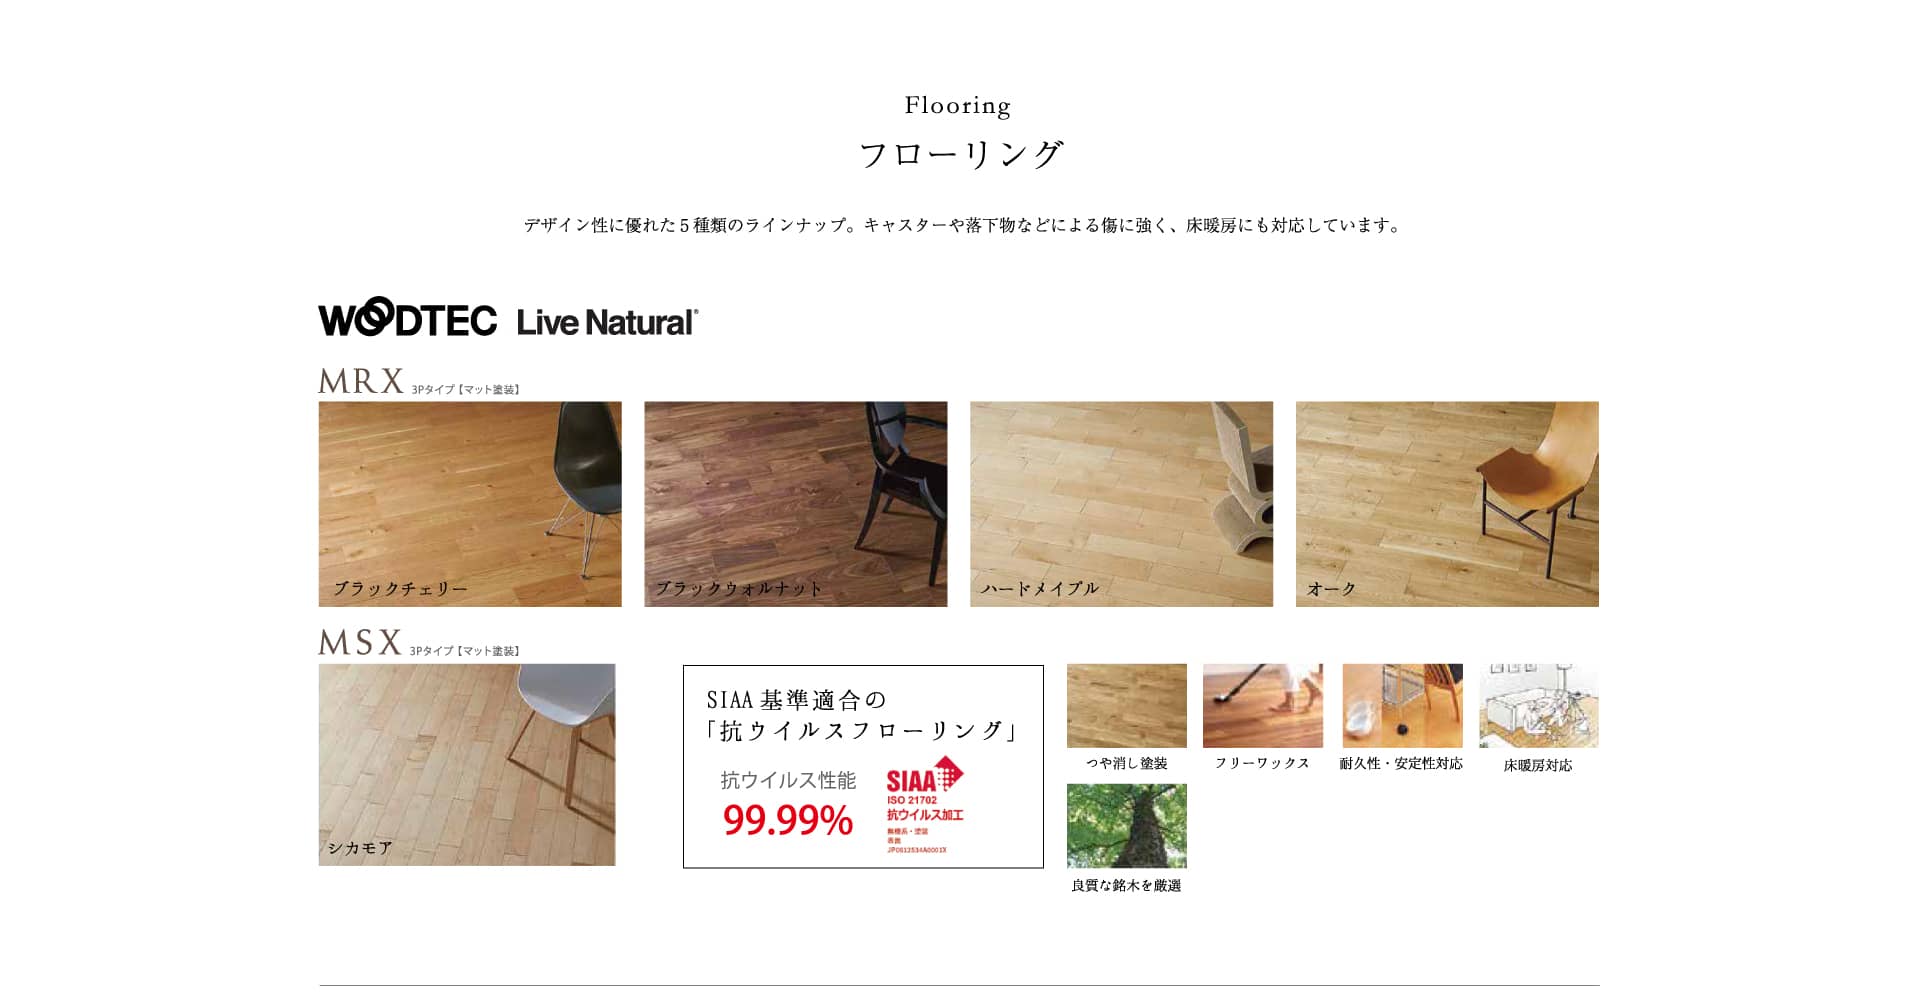 Flooring
フローリング
デザイン性に優れた５種類のラインナップ。キャスターや落下物などによる傷に強く、床暖房にも対応しています。
WOODTEC Live Natural®
MRX 3Pタイプ【マット塗装】
ブラックチェリー
ブラックウォルナット
ハードメイプル
オーク
MSX 3Pタイプ【マット塗装】
シカモア
SIAA 基準適合の
「抗ウイルスフローリング」
抗ウイルス性能
99.99%
SIAA
ISO 21702
抗ウイルス加工
無機系・塗装
表面
JP0612534A0001X
つや消し塗装
フリーワックス
耐久性・安定性対応
床暖房対応
良質な銘木を厳選